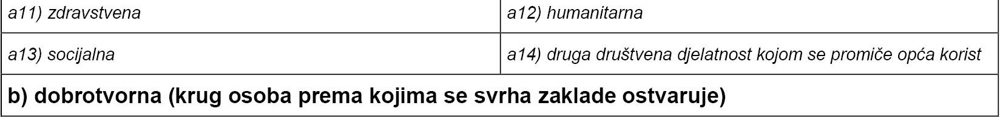 a11) zdravstvena
a12) humanitarna
a13) socijalna
a14) druga društvena djelatnost kojom se promiče opća korist
b) dobrotvorna (krug osoba prema kojima se svrha zaklade ostvaruje)